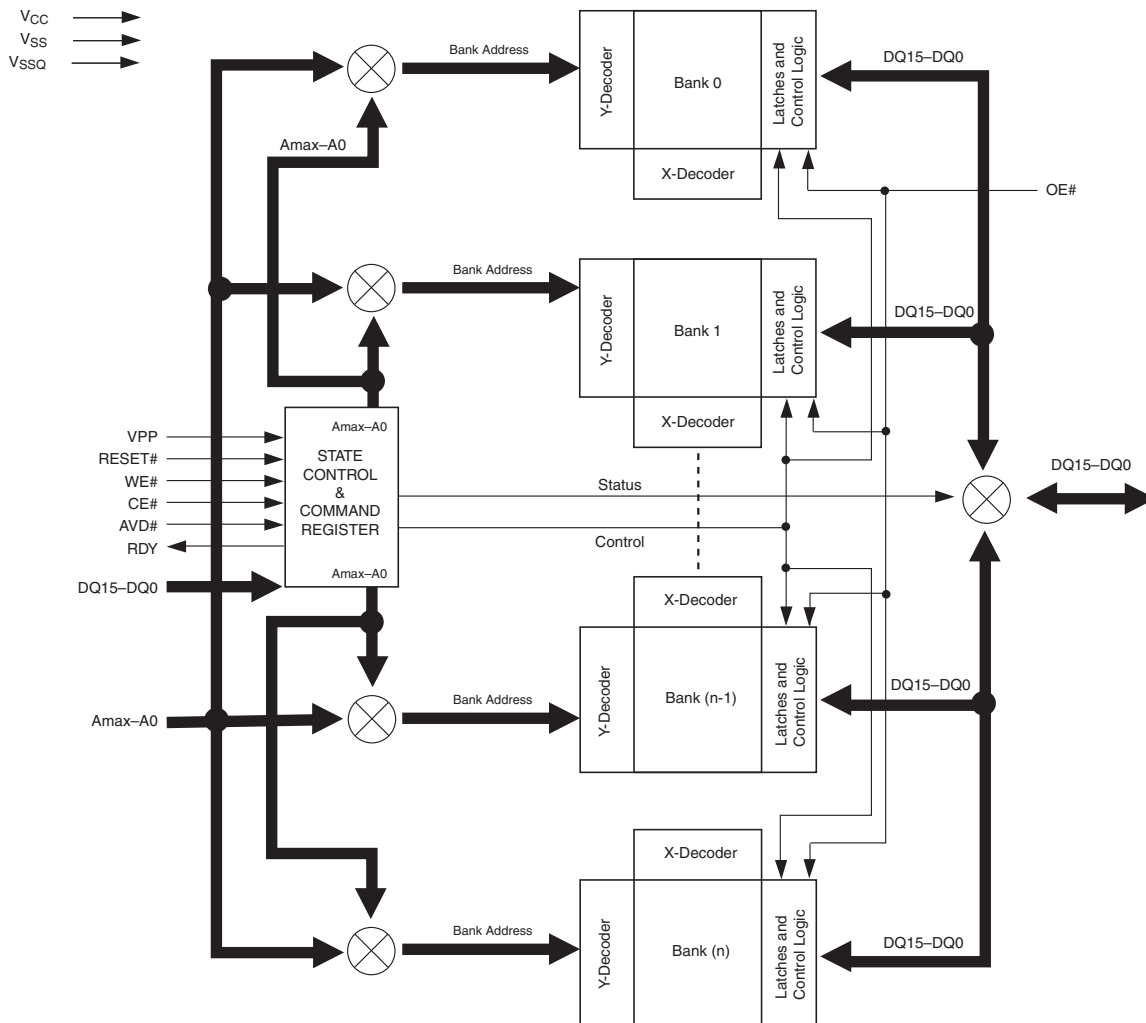 VCC
VSS
VSSQ
Bank Address
Y-Decoder
Bank 0
Latches and
Control Logic
DQ15–DQ0
Amax–A0
X-Decoder
OE#
Bank Address
Y-Decoder
Bank 1
Latches and
Control Logic
DQ15–DQ0
X-Decoder
Amax–A0
STATE
CONTROL
&
COMMAND
REGISTER
Amax–A0
VPP
RESET#
WE#
CE#
AVD#
RDY
DQ15–DQ0
Status
Control
DQ15–DQ0
X-Decoder
Amax–A0
Bank Address
Y-Decoder
Bank (n-1)
Latches and
Control Logic
DQ15–DQ0
X-Decoder
Bank Address
Y-Decoder
Bank (n)
Latches and
Control Logic
DQ15–DQ0